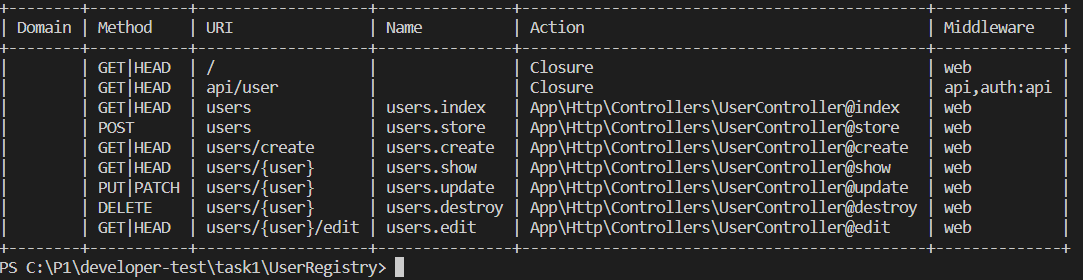 +--------+-----------+-------------------+---------------+---------------------------------------------+--------------+
| Domain | Method    | URI               | Name          | Action                                      | Middleware   |
+--------+-----------+-------------------+---------------+---------------------------------------------+--------------+
|        | GET|HEAD  | /                 |               | Closure                                     | web          |
|        | GET|HEAD  | api/user          |               | Closure                                     | api,auth:api |
|        | GET|HEAD  | users             | users.index   | App\Http\Controllers\UserController@index   | web          |
|        | POST      | users             | users.store   | App\Http\Controllers\UserController@store   | web          |
|        | GET|HEAD  | users/create      | users.create  | App\Http\Controllers\UserController@create  | web          |
|        | GET|HEAD  | users/{user}      | users.show    | App\Http\Controllers\UserController@show    | web          |
|        | PUT|PATCH | users/{user}      | users.update  | App\Http\Controllers\UserController@update  | web          |
|        | DELETE    | users/{user}      | users.destroy | App\Http\Controllers\UserController@destroy | web          |
|        | GET|HEAD  | users/{user}/edit | users.edit    | App\Http\Controllers\UserController@edit    | web          |
+--------+-----------+-------------------+---------------+---------------------------------------------+--------------+
PS C:\P1\developer-test\task1\UserRegistry>